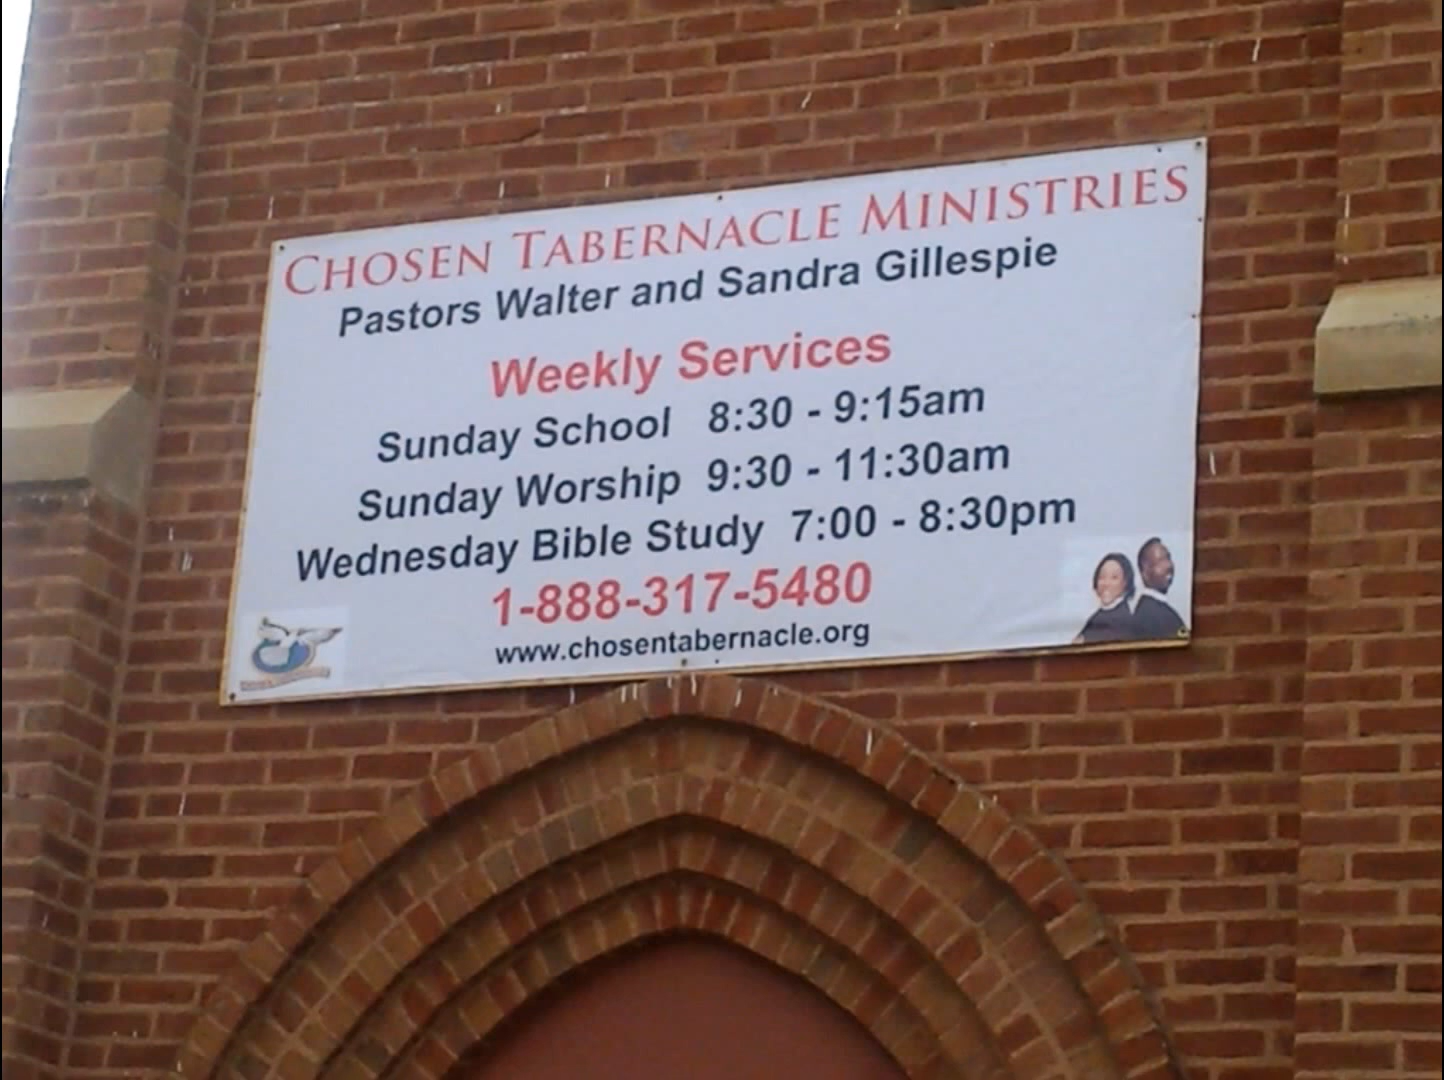 CHOSEN TABERNACLE MINISTRIES
Pastors Walter and Sandra Gillespie
Weekly Services
Sunday School 8:30 - 9:15am
Sunday Worship 9:30 - 11:30am
Wednesday Bible Study 7:00 - 8:30pm
1-888-317-5480
www.chosentabernacle.org